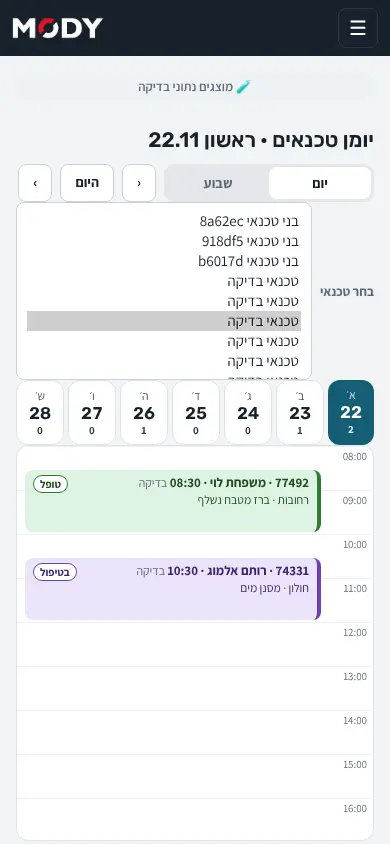 MODY
☰
🧪 מוצגים נתוני בדיקה
יומן טכנאים • ראשון 22.11
יום
שבוע
‹
היום
›
בחר טכנאי
בני טכנאי 8a62ec
בני טכנאי 918df5
בני טכנאי b6017d
טכנאי בדיקה
טכנאי בדיקה
טכנאי בדיקה
טכנאי בדיקה
טכנאי בדיקה
א׳ 22 2
ב׳ 23 1
ג׳ 24 0
ד׳ 25 0
ה׳ 26 1
ו׳ 27 0
ש׳ 28 0
08:00
77492 · משפחת לוי · 08:30 בדיקה
טופל
רחובות · ברז מטבח נשלף
09:00
10:00
74331 · רותם אלמוג · 10:30 בדיקה
בטיפול
חולון · מסנן מים
11:00
12:00
13:00
14:00
15:00
16:00